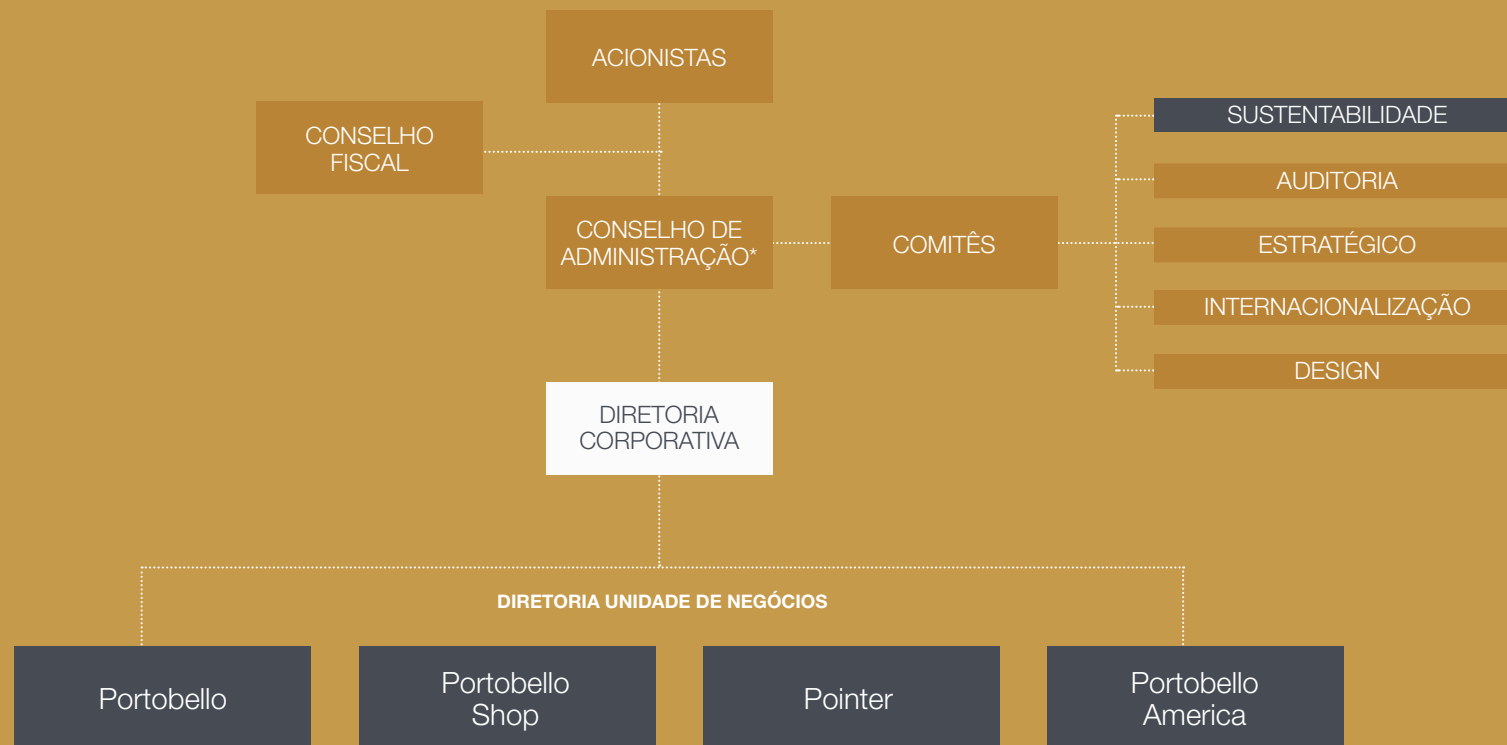 ACIONISTAS
CONSELHO
FISCAL
CONSELHO DE
ADMINISTRAÇÃO*
COMITÊS
SUSTENTABILIDADE
AUDITORIA
ESTRATÉGICO
INTERNACIONALIZAÇÃO
DESIGN
DIRETORIA
CORPORATIVA
DIRETORIA UNIDADE DE NEGÓCIOS
Portobello
Portobello
Shop
Pointer
Portobello
America